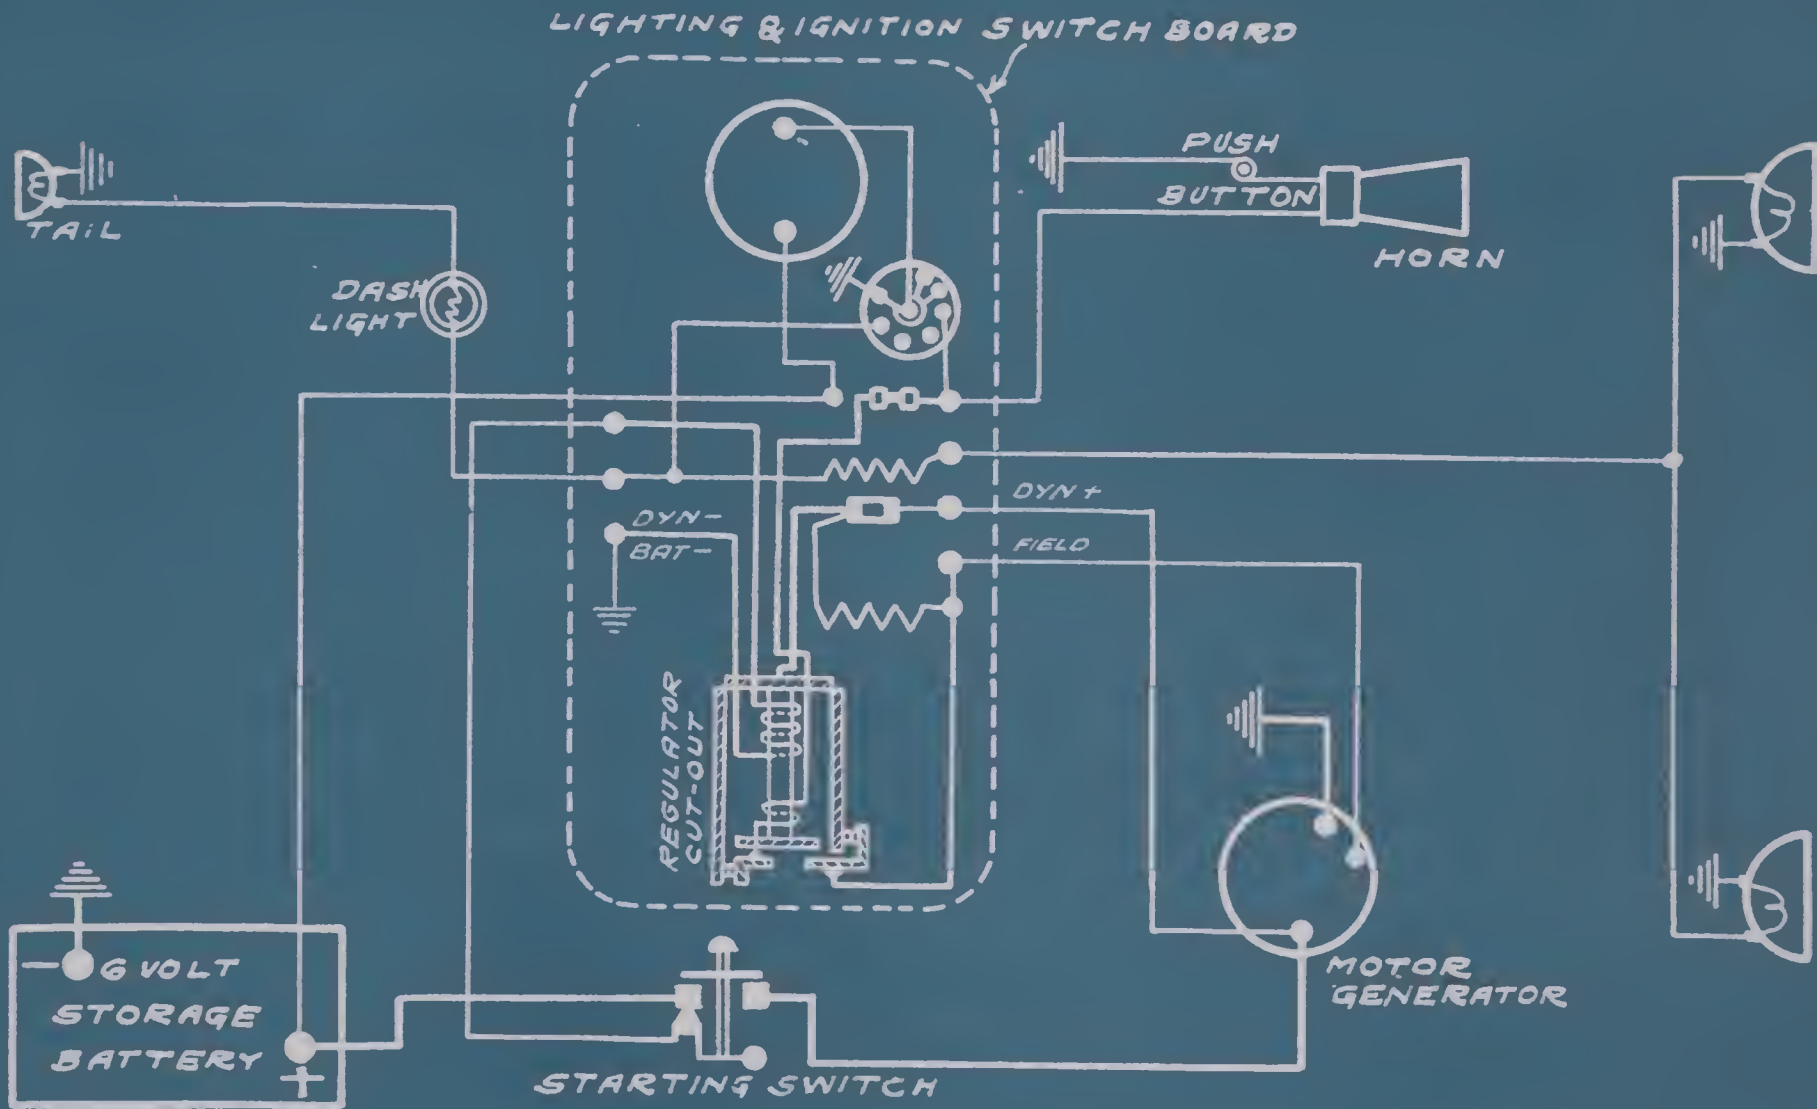 LIGHTING & IGNITION SWITCH BOARD
PUSH
BUTTON
HORN
TAIL
DASH
LIGHT
DYN+
DYN-
BAT-
FIELD
REGULATOR
CUT-OUT
- 6 VOLT
STORAGE
BATTERY
+
MOTOR
GENERATOR
STARTING SWITCH